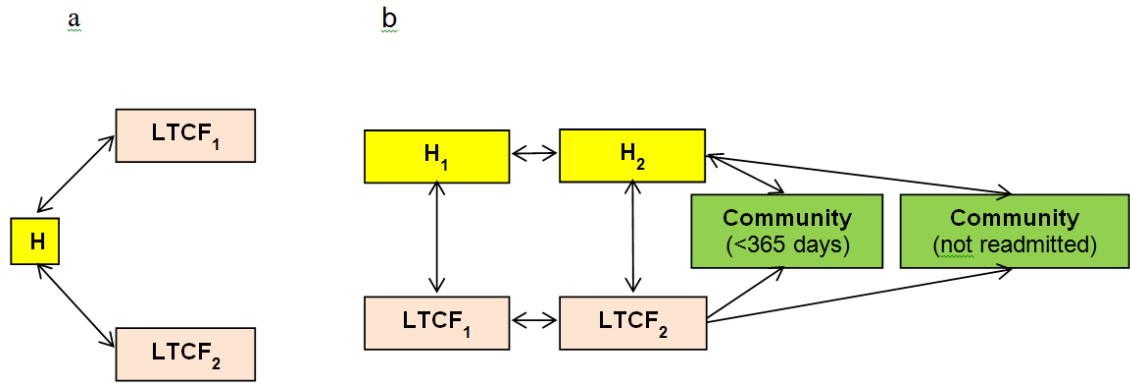 a
b
LTCF₁
H
LTCF₂
H₁
H₂
Community
(<365 days)
Community
(not readmitted)
LTCF₁
LTCF₂